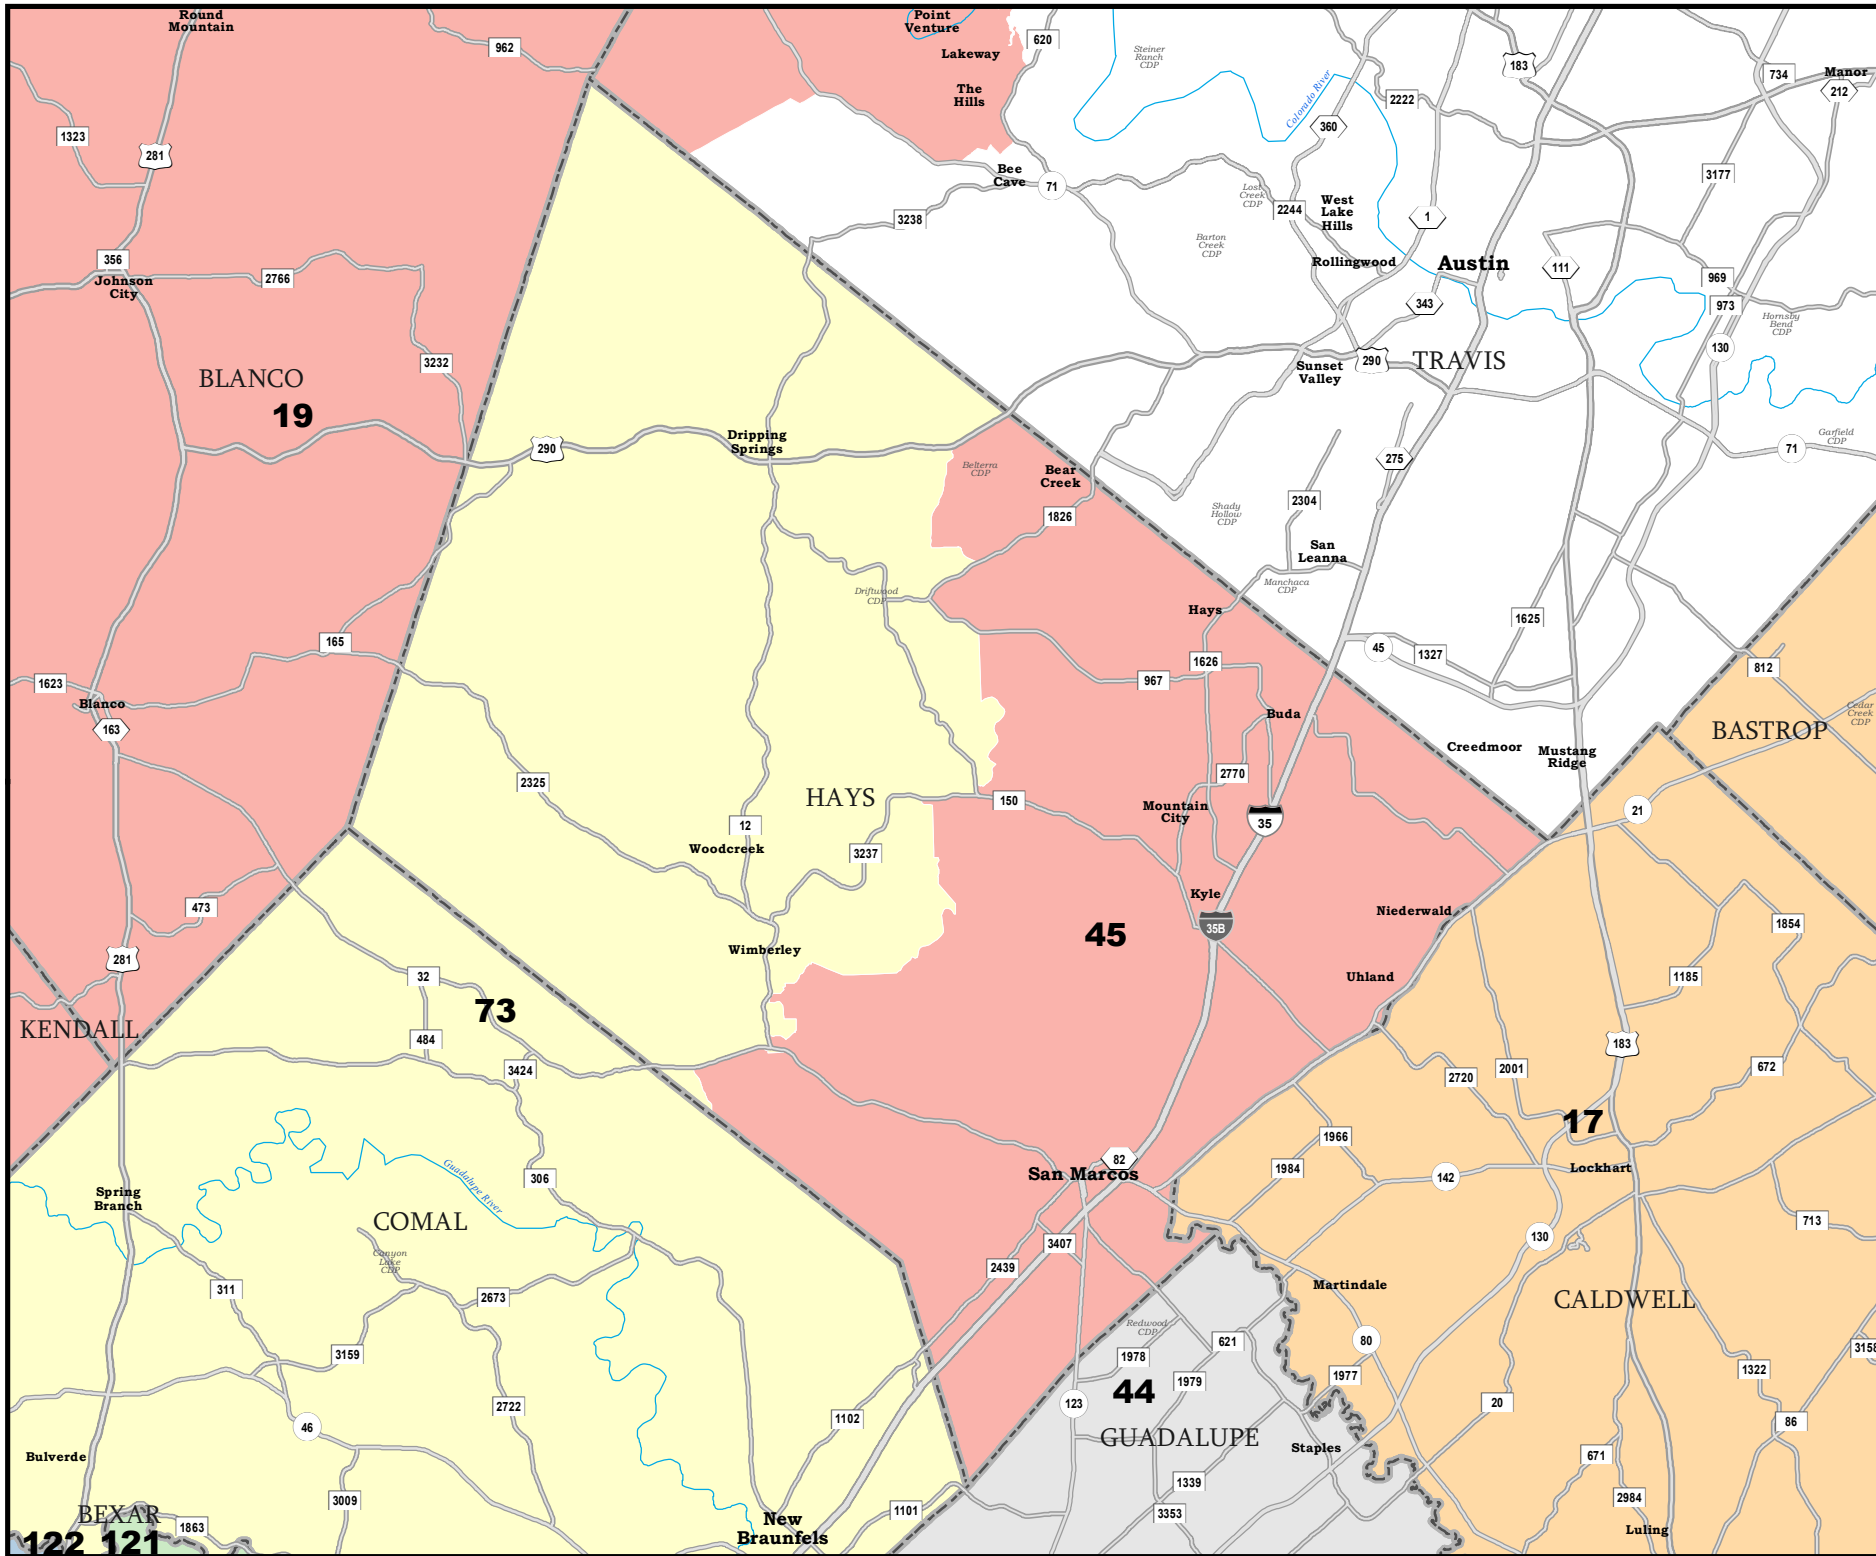 Round
Mountain
962
Point
Venture
Lakeway
620
The
Hills
Steiner
Ranch
CDP
183
734
Manor
212
2222
Colorado River
360
1323
281
3177
Bee
Cave
71
3238
Lost
Creek
CDP
2244
West
Lake
Hills
1
Barton
Creek
CDP
Rollingwood
Austin
111
969
973
343
Hornsby
Bend
CDP
130
356
Johnson
City
2766
3232
BLANCO
19
Sunset
Valley
290
TRAVIS
290
Dripping
Springs
Belterra
CDP
Bear
Creek
1826
275
71
Garfield
CDP
2304
Shady
Hollow
CDP
San
Leanna
Manchaca
CDP
Driftwood
CDP
Hays
1625
165
1623
Blanco
163
1626
967
45
1327
812
Cedar
Creek
CDP
Buda
BASTROP
Creedmoor
Mustang
Ridge
2325
HAYS
150
2770
Mountain
City
35
21
12
Woodcreek
3237
Kyle
35B
Niederwald
473
1854
45
281
Wimberley
Uhland
1185
32
73
KENDALL
484
3424
183
2720
2001
672
17
1966
82
San Marcos
1984
142
Lockhart
306
Guadalupe River
Spring
Branch
COMAL
713
130
3407
2439
Canyon
Lake
CDP
311
2673
Martindale
CALDWELL
Redwood
CDP
621
80
3159
1978
1979
44
1977
3158
1322
123
20
2722
46
1102
86
GUADALUPE
Staples
Bulverde
671
1339
3009
1101
2984
3353
BEXAR
122
121
1863
New
Braunfels
Luling